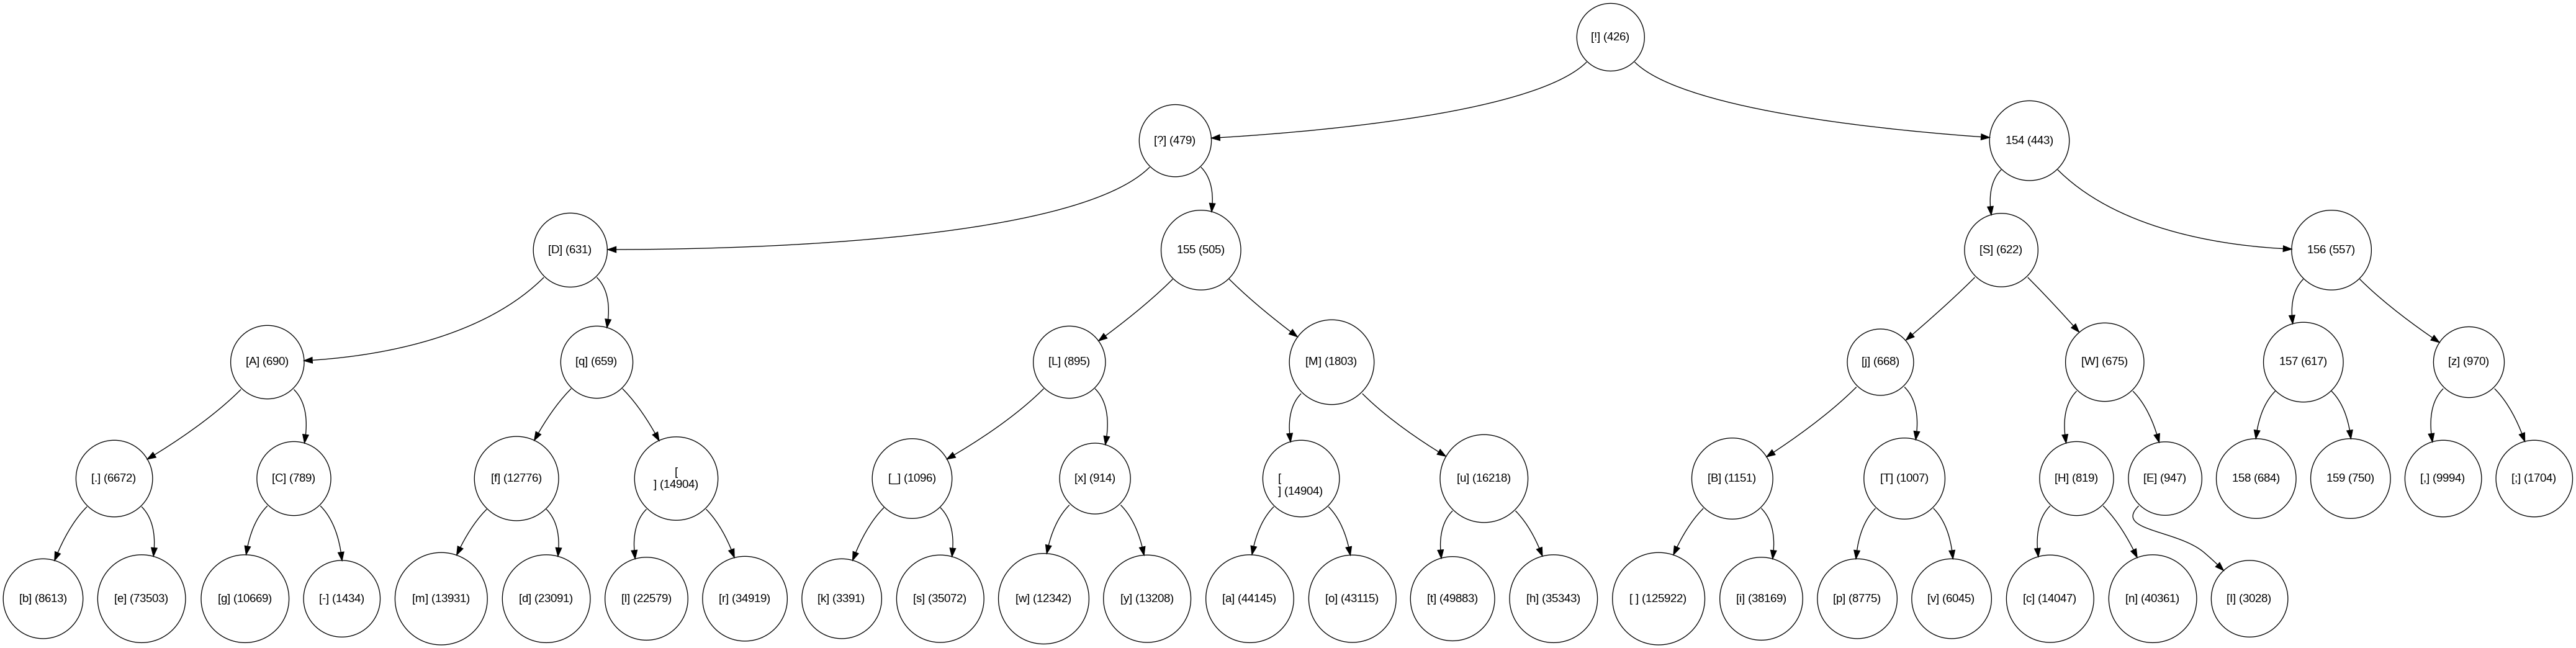 [!] (426)
[?] (479)
154 (443)
[D] (631)
155 (505)
[S] (622)
156 (557)
[A] (690)
[q] (659)
[L] (895)
[M] (1803)
[j] (668)
[W] (675)
157 (617)
[z] (970)
[.] (6672)
[C] (789)
[f] (12776)
[
] (14904)
[_] (1096)
[x] (914)
[
] (14904)
[u] (16218)
[B] (1151)
[T] (1007)
[H] (819)
[E] (947)
158 (684)
159 (750)
[,] (9994)
[;] (1704)
[b] (8613)
[e] (73503)
[g] (10669)
[-] (1434)
[m] (13931)
[d] (23091)
[l] (22579)
[r] (34919)
[k] (3391)
[s] (35072)
[w] (12342)
[y] (13208)
[a] (44145)
[o] (43115)
[t] (49883)
[h] (35343)
[ ] (125922)
[i] (38169)
[p] (8775)
[v] (6045)
[c] (14047)
[n] (40361)
[I] (3028)